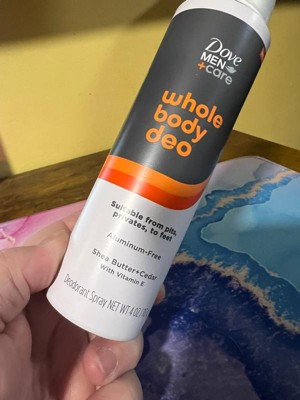 Dove
MEN
+care
whole
body
deo
Suitable from pits,
privates, to feet
Aluminum-Free
Shea Butter+Cedar
With Vitamin E
Deodorant Spray NET WT 4 OZ